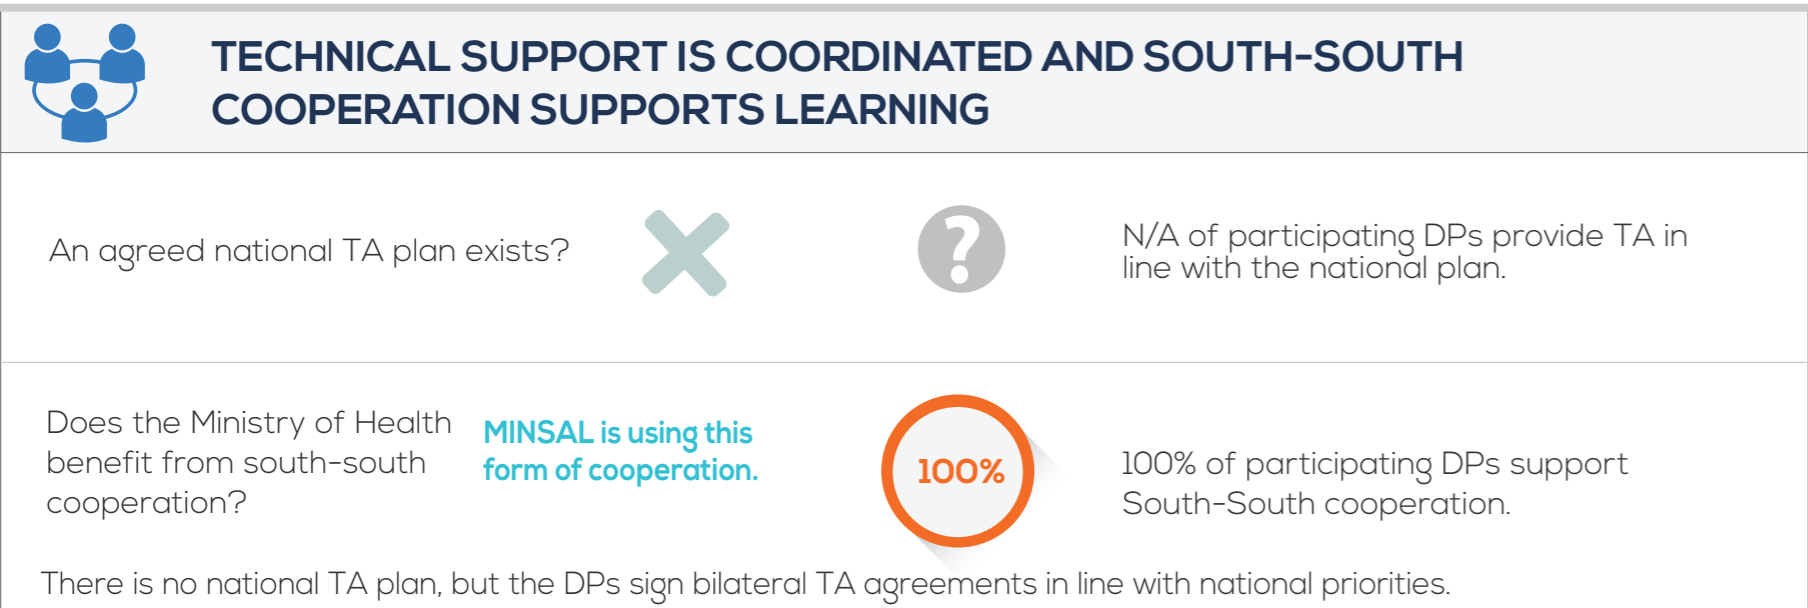 TECHNICAL SUPPORT IS COORDINATED AND SOUTH-SOUTH
COOPERATION SUPPORTS LEARNING
An agreed national TA plan exists?
?
N/A of participating DPs provide TA in
line with the national plan.
Does the Ministry of Health
benefit from south-south
cooperation?
MINSAL is using this
form of cooperation.
100%
100% of participating DPs support
South-South cooperation.
There is no national TA plan, but the DPs sign bilateral TA agreements in line with national priorities.